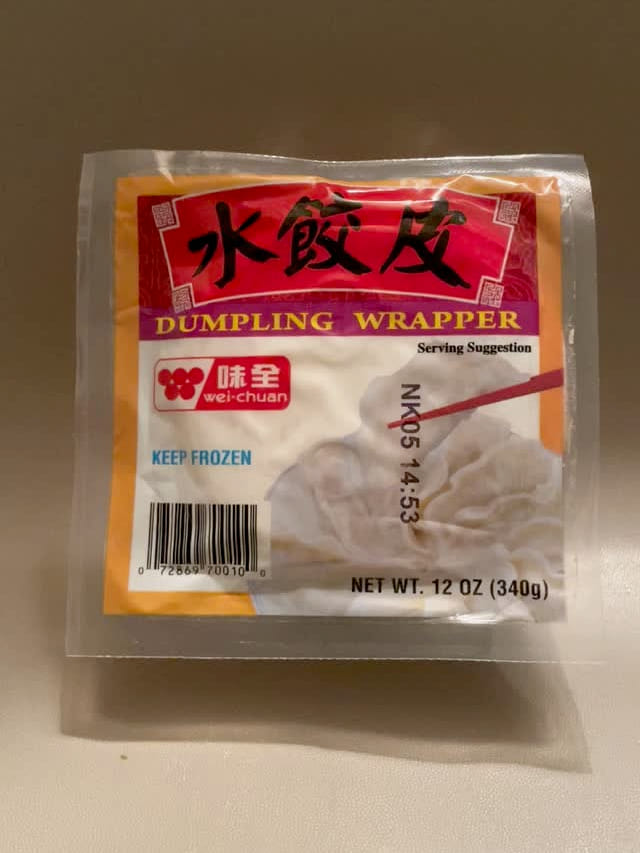 水餃皮
DUMPLING WRAPPER
Serving Suggestion
味全
wei-chuan
KEEP FROZEN
NK05 14:53
0 72869 70010 0
NET WT. 12 OZ (340g)